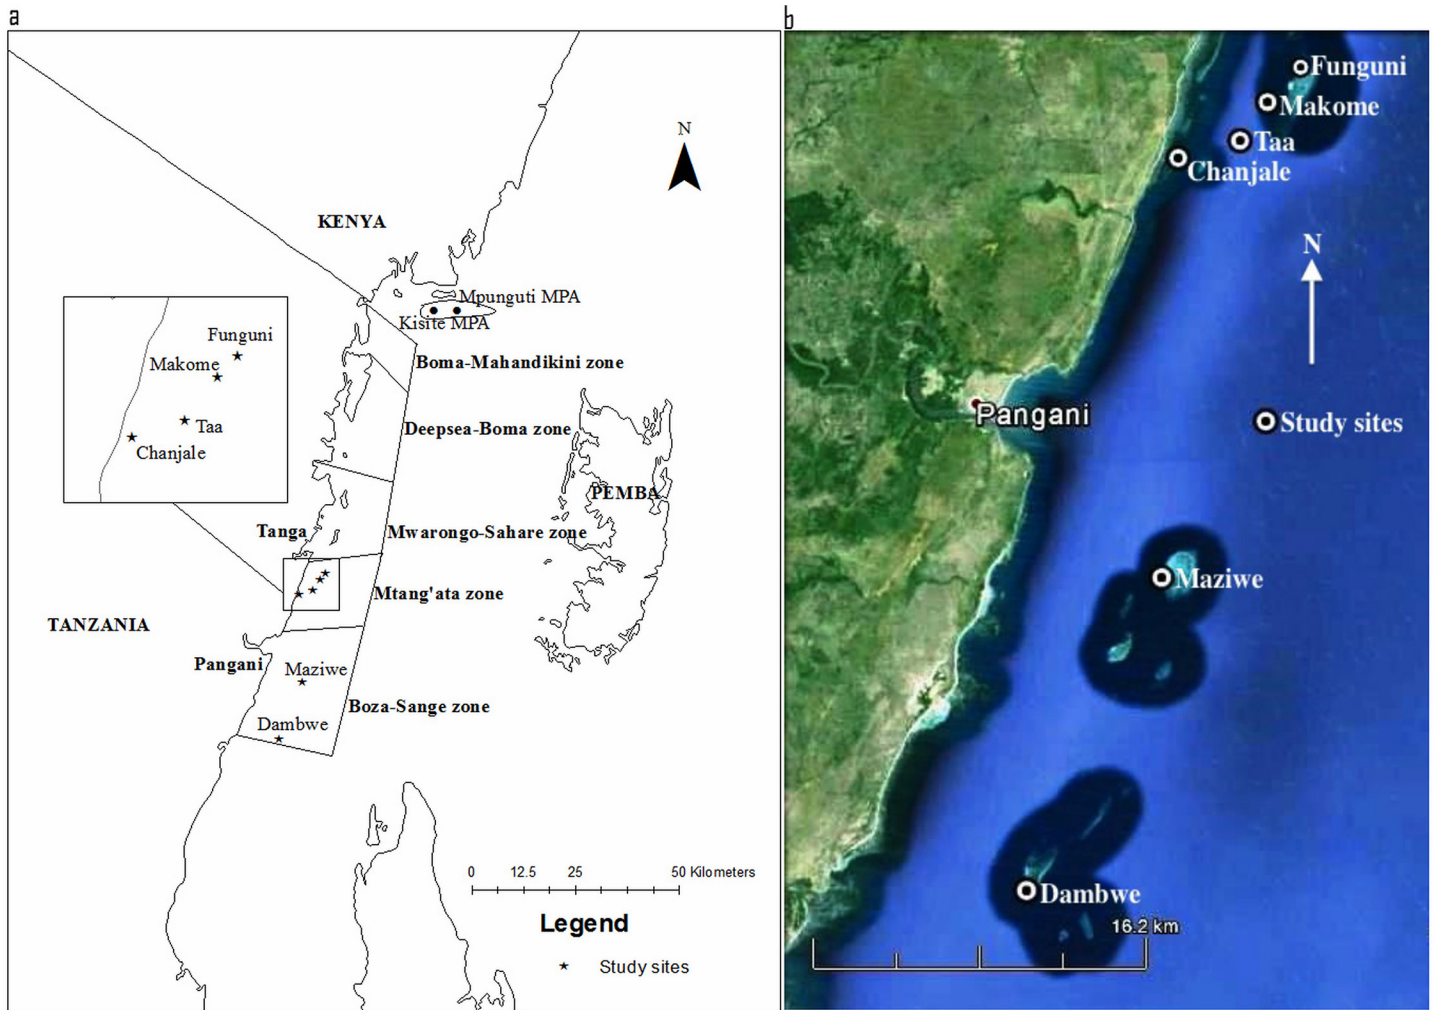 a
N
KENYA
Mpunguti MPA
Kisite MPA
Funguni
Makome
Taa
Chanjale
Boma-Mahandikini zone
Deepsea-Boma zone
PEMBA
Tanga
Mwarongo-Sahare zone
Mtang'ata zone
TANZANIA
Pangani
Maziwe
Boza-Sange zone
Dambwe
0 12.5 25 50 Kilometers
Legend
Study sites
b
Funguni
Makome
Taa
Chanjale
N
Pangani
Study sites
Maziwe
Dambwe
16.2 km